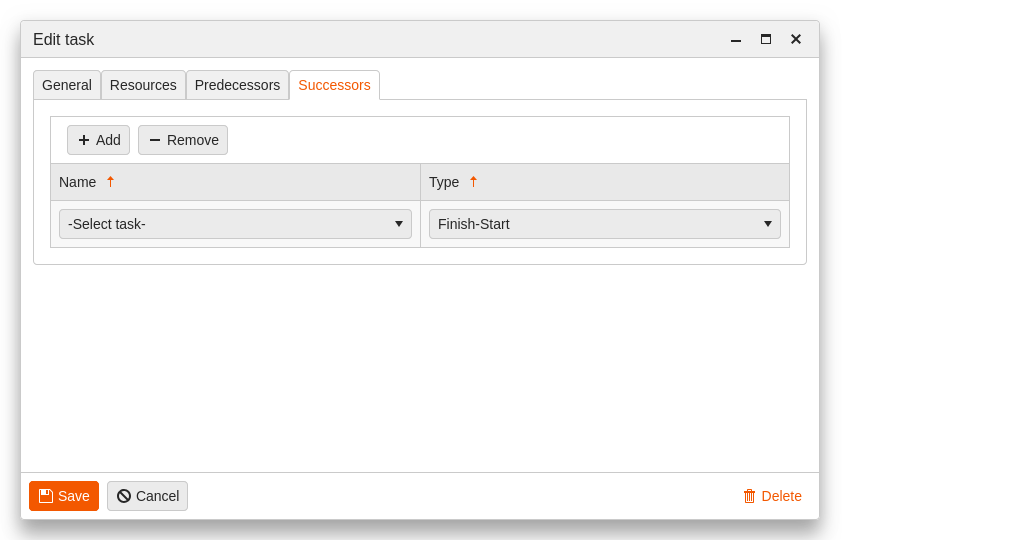 Edit task
General Resources Predecessors Successors
Add Remove
Name Type
-Select task- Finish-Start
Save Cancel Delete